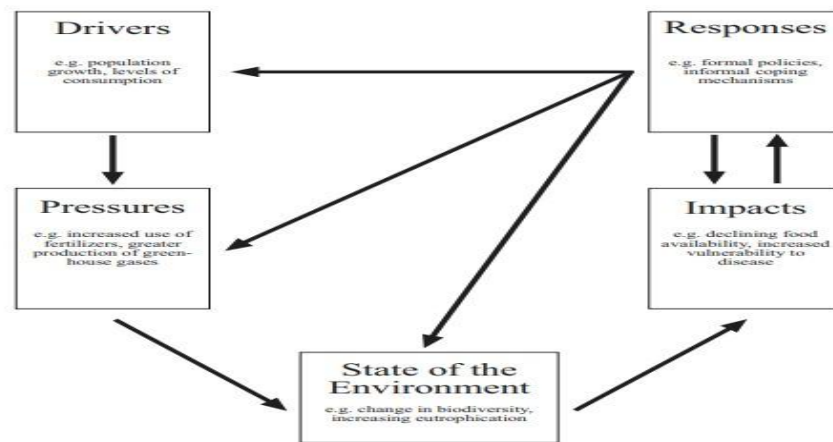 Drivers
e.g. population
growth, levels of
consumption
Responses
e.g. formal policies,
informal coping
mechanisms
Pressures
e.g. increased use of
fertilizers, greater
production of green-
house gases
Impacts
e.g. declining food
availability, increased
vulnerability to
disease
State of the
Environment
e.g. change in biodiversity,
increasing eutrophication